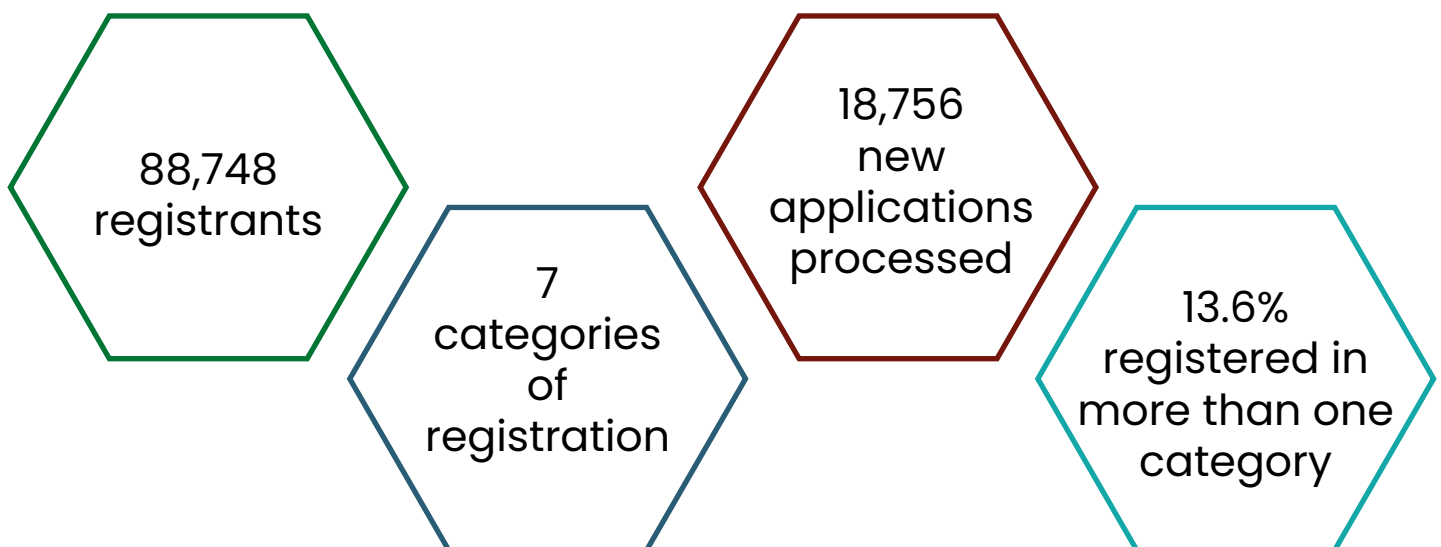 88,748
registrants
7
categories
of
registration
18,756
new
applications
processed
13.6%
registered in
more than one
category